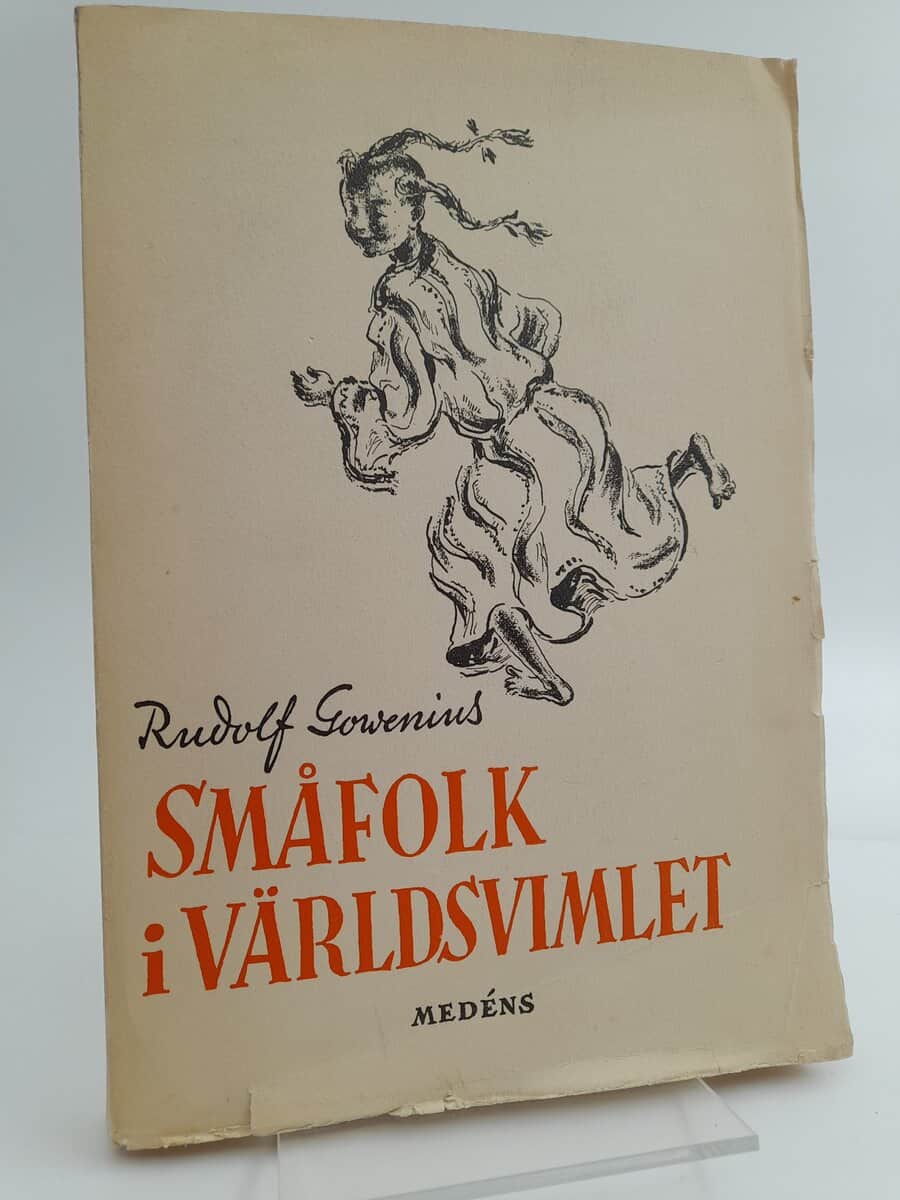 Rudolf Gowenius
SMÅFOLK
i VÄRLDSVIMLET
MEDÉNS